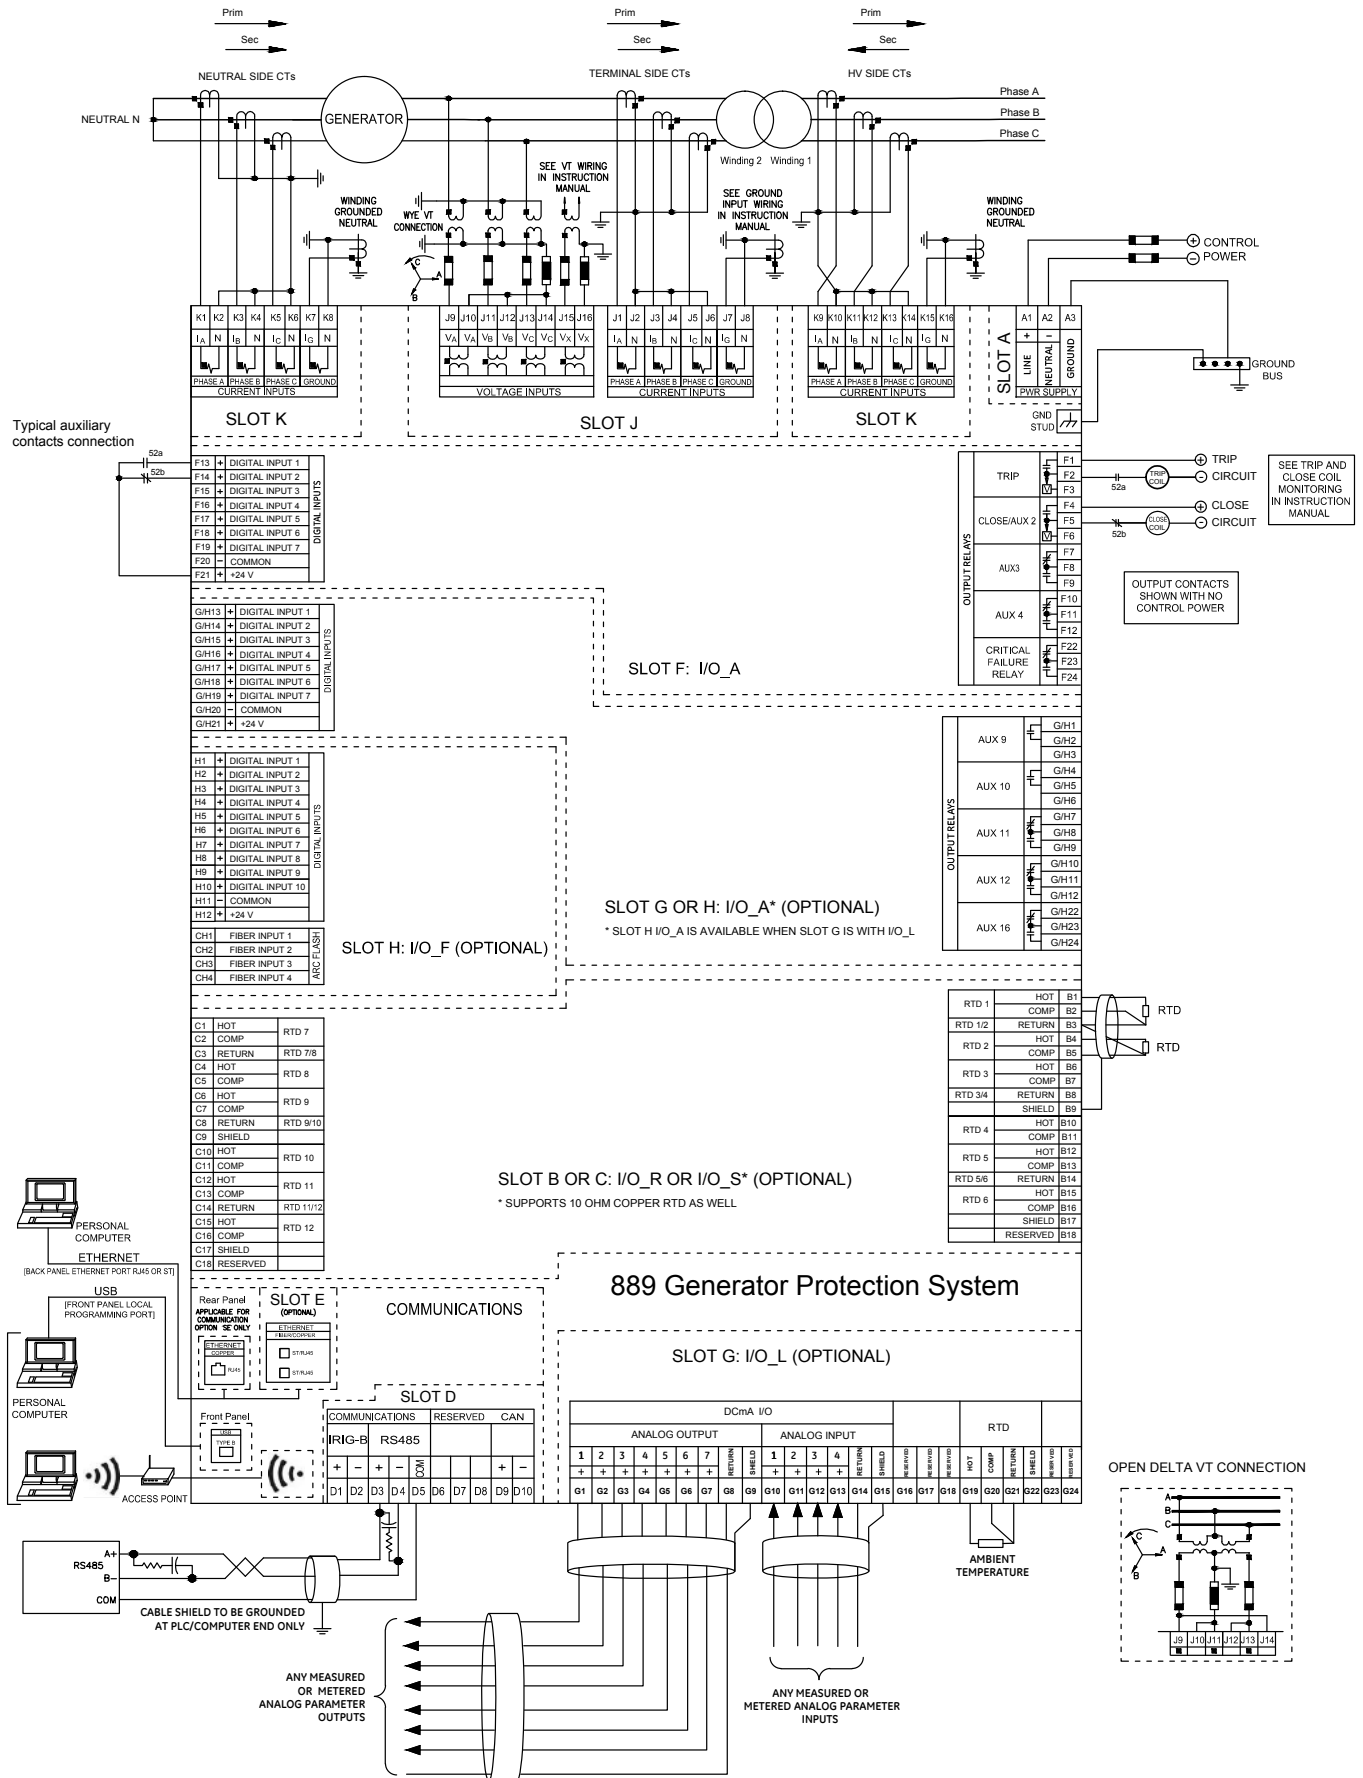 Prim Prim Prim
Sec Sec Sec
NEUTRAL SIDE CTs TERMINAL SIDE CTs HV SIDE CTs
Phase A
NEUTRAL N GENERATOR Phase B
Phase C
Winding 2 Winding 1
SEE VT WIRING
IN INSTRUCTION
MANUAL
WINDING
GROUNDED
NEUTRAL
WYE VT
CONNECTION
C A B
SEE GROUND
INPUT WIRING
IN INSTRUCTION
MANUAL
WINDING
GROUNDED
NEUTRAL
+ CONTROL
− POWER
K1 K2 K3 K4 K5 K6 K7 K8
IA N IB N IC N IG N
PHASE A PHASE B PHASE C GROUND
CURRENT INPUTS
SLOT K
J9 J10 J11 J12 J13 J14 J15 J16
VA VA VB VB VC VC VX VX
VOLTAGE INPUTS
J1 J2 J3 J4 J5 J6 J7 J8
IA N IB N IC N IG N
PHASE A PHASE B PHASE C GROUND
CURRENT INPUTS
SLOT J
K9 K10 K11 K12 K13 K14 K15 K16
IA N IB N IC N IG N
PHASE A PHASE B PHASE C GROUND
CURRENT INPUTS
SLOT K
SLOT A
A1 A2 A3
+ −
LINE NEUTRAL GROUND
PWR SUPPLY
GND
STUD
GROUND
BUS
Typical auxiliary
contacts connection
52a
52b
F13 + DIGITAL INPUT 1
F14 + DIGITAL INPUT 2
F15 + DIGITAL INPUT 3
F16 + DIGITAL INPUT 4
F17 + DIGITAL INPUT 5
F18 + DIGITAL INPUT 6
F19 + DIGITAL INPUT 7
F20 − COMMON
F21 + +24 V
DIGITAL INPUTS
OUTPUT RELAYS
TRIP F1 F2 F3
CLOSE/AUX 2 F4 F5 F6
AUX3 F7 F8 F9
AUX 4 F10 F11 F12
CRITICAL
FAILURE
RELAY
F22 F23 F24
V
V
+ TRIP
− CIRCUIT
52a
TRIP
COIL
+ CLOSE
− CIRCUIT
52b
CLOSE
COIL
SEE TRIP AND
CLOSE COIL
MONITORING
IN INSTRUCTION
MANUAL
OUTPUT CONTACTS
SHOWN WITH NO
CONTROL POWER
SLOT F: I/O_A
G/H13 + DIGITAL INPUT 1
G/H14 + DIGITAL INPUT 2
G/H15 + DIGITAL INPUT 3
G/H16 + DIGITAL INPUT 4
G/H17 + DIGITAL INPUT 5
G/H18 + DIGITAL INPUT 6
G/H19 + DIGITAL INPUT 7
G/H20 − COMMON
G/H21 + +24 V
DIGITAL INPUTS
OUTPUT RELAYS
AUX 9 G/H1 G/H2 G/H3
AUX 10 G/H4 G/H5 G/H6
AUX 11 G/H7 G/H8 G/H9
AUX 12 G/H10 G/H11 G/H12
AUX 16 G/H22 G/H23 G/H24
H1 + DIGITAL INPUT 1
H2 + DIGITAL INPUT 2
H3 + DIGITAL INPUT 3
H4 + DIGITAL INPUT 4
H5 + DIGITAL INPUT 5
H6 + DIGITAL INPUT 6
H7 + DIGITAL INPUT 7
H8 + DIGITAL INPUT 8
H9 + DIGITAL INPUT 9
H10 + DIGITAL INPUT 10
H11 − COMMON
H12 + +24 V
DIGITAL INPUTS
CH1 FIBER INPUT 1
CH2 FIBER INPUT 2
CH3 FIBER INPUT 3
CH4 FIBER INPUT 4
ARC FLASH
SLOT H: I/O_F (OPTIONAL)
SLOT G OR H: I/O_A* (OPTIONAL)
* SLOT H I/O_A IS AVAILABLE WHEN SLOT G IS WITH I/O_L
C1 HOT RTD 7
C2 COMP
C3 RETURN RTD 7/8
C4 HOT RTD 8
C5 COMP
C6 HOT RTD 9
C7 COMP
C8 RETURN RTD 9/10
C9 SHIELD
C10 HOT RTD 10
C11 COMP
C12 HOT RTD 11
C13 COMP
C14 RETURN RTD 11/12
C15 HOT RTD 12
C16 COMP
C17 SHIELD
C18 RESERVED
RTD 1 HOT B1
COMP B2
RTD 1/2 RETURN B3
RTD 2 HOT B4
COMP B5
RTD 3 HOT B6
COMP B7
RTD 3/4 RETURN B8
SHIELD B9
RTD 4 HOT B10
COMP B11
RTD 5 HOT B12
COMP B13
RTD 5/6 RETURN B14
RTD 6 HOT B15
COMP B16
SHIELD B17
RESERVED B18
RTD
RTD
SLOT B OR C: I/O_R OR I/O_S* (OPTIONAL)
* SUPPORTS 10 OHM COPPER RTD AS WELL
PERSONAL
COMPUTER
ETHERNET
[BACK PANEL ETHERNET PORT RJ45 OR ST]
USB
[FRONT PANEL LOCAL
PROGRAMMING PORT]
PERSONAL
COMPUTER
ACCESS POINT
889 Generator Protection System
Rear Panel
APPLICABLE FOR
COMMUNICATION
OPTION 'SE' ONLY
ETHERNET
COPPER
RJ45
SLOT E
(OPTIONAL)
ETHERNET
FIBER/COPPER
ST/RJ45
ST/RJ45
COMMUNICATIONS
Front Panel
USB
TYPE B
SLOT D
COMMUNICATIONS RESERVED CAN
IRIG-B RS485
+ − + − COM + −
D1 D2 D3 D4 D5 D6 D7 D8 D9 D10
SLOT G: I/O_L (OPTIONAL)
DCmA I/O
ANALOG OUTPUT ANALOG INPUT RTD
1 2 3 4 5 6 7 RETURN SHIELD 1 2 3 4 RETURN SHIELD RESERVED RESERVED RESERVED HOT COMP RETURN SHIELD RESERVED RESERVED
+ + + + + + + + + + +
G1 G2 G3 G4 G5 G6 G7 G8 G9 G10 G11 G12 G13 G14 G15 G16 G17 G18 G19 G20 G21 G22 G23 G24
AMBIENT
TEMPERATURE
OPEN DELTA VT CONNECTION
A
B
C
C A B
J9 J10 J11 J12 J13 J14
A+
RS485
B−
COM
CABLE SHIELD TO BE GROUNDED
AT PLC/COMPUTER END ONLY
ANY MEASURED
OR METERED
ANALOG PARAMETER
OUTPUTS
ANY MEASURED OR
METERED ANALOG PARAMETER
INPUTS